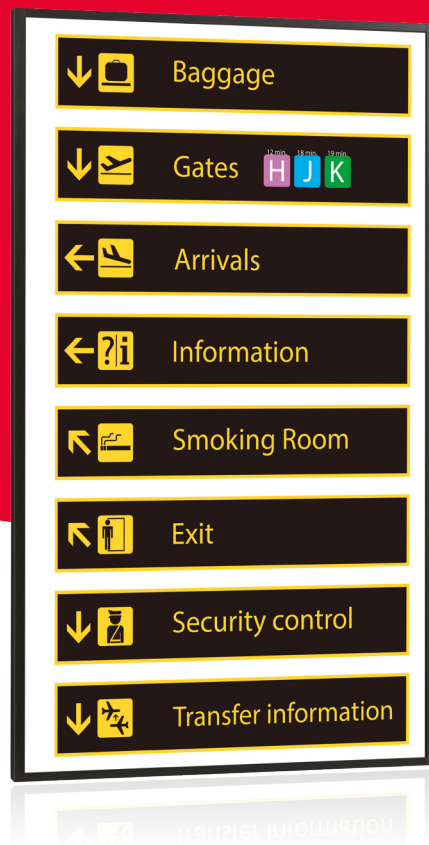 Baggage
12 min. 18 min. 19 min.
Gates H J K
Arrivals
?i Information
Smoking Room
Exit
Security control
Transfer information